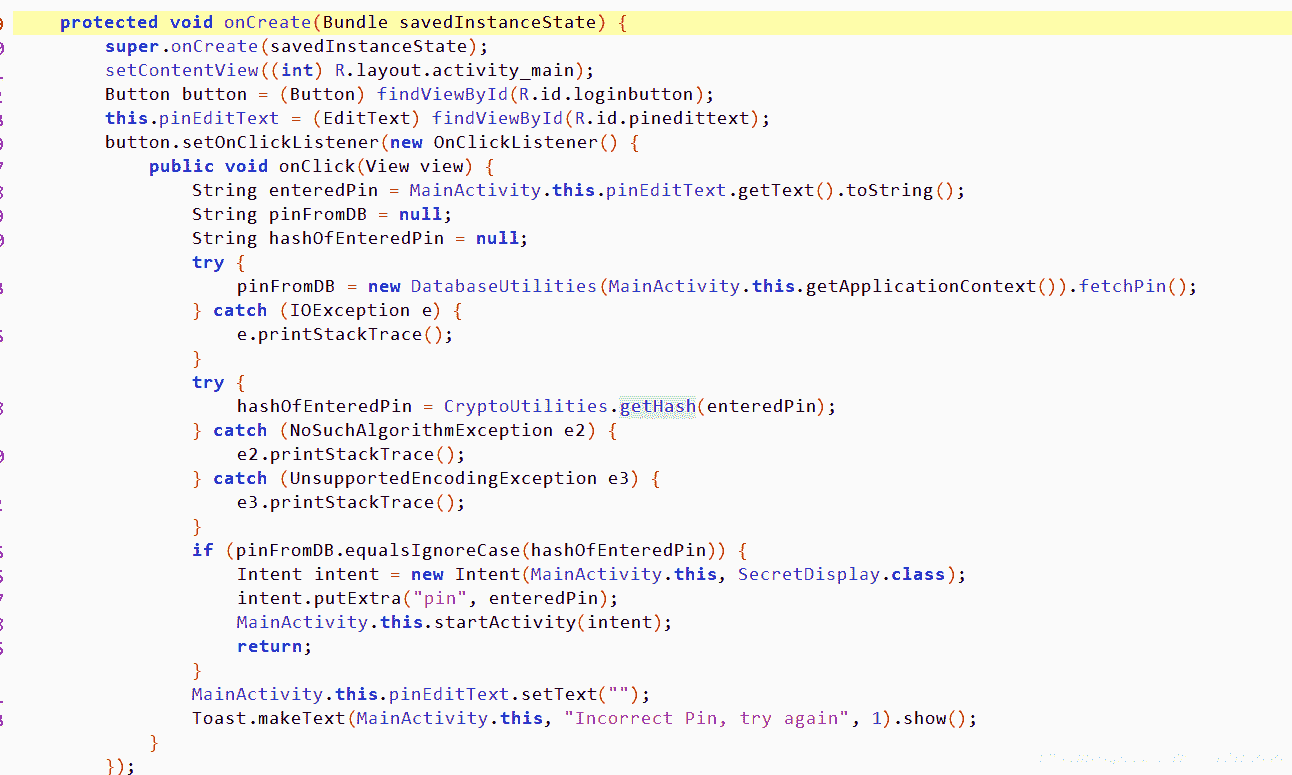 protected void onCreate(Bundle savedInstanceState) {
super.onCreate(savedInstanceState);
setContentView((int) R.layout.activity_main);
Button button = (Button) findViewById(R.id.loginbutton);
this.pinEditText = (EditText) findViewById(R.id.pinedittext);
button.setOnClickListener(new OnClickListener() {
public void onClick(View view) {
String enteredPin = MainActivity.this.pinEditText.getText().toString();
String pinFromDB = null;
String hashOfEnteredPin = null;
try {
pinFromDB = new DatabaseUtilities(MainActivity.this.getApplicationContext()).fetchPin();
} catch (IOException e) {
e.printStackTrace();
}
try {
hashOfEnteredPin = CryptoUtilities.getHash(enteredPin);
} catch (NoSuchAlgorithmException e2) {
e2.printStackTrace();
} catch (UnsupportedEncodingException e3) {
e3.printStackTrace();
}
if (pinFromDB.equalsIgnoreCase(hashOfEnteredPin)) {
Intent intent = new Intent(MainActivity.this, SecretDisplay.class);
intent.putExtra("pin", enteredPin);
MainActivity.this.startActivity(intent);
return;
}
MainActivity.this.pinEditText.setText("");
Toast.makeText(MainActivity.this, "Incorrect Pin, try again", 1).show();
}
});